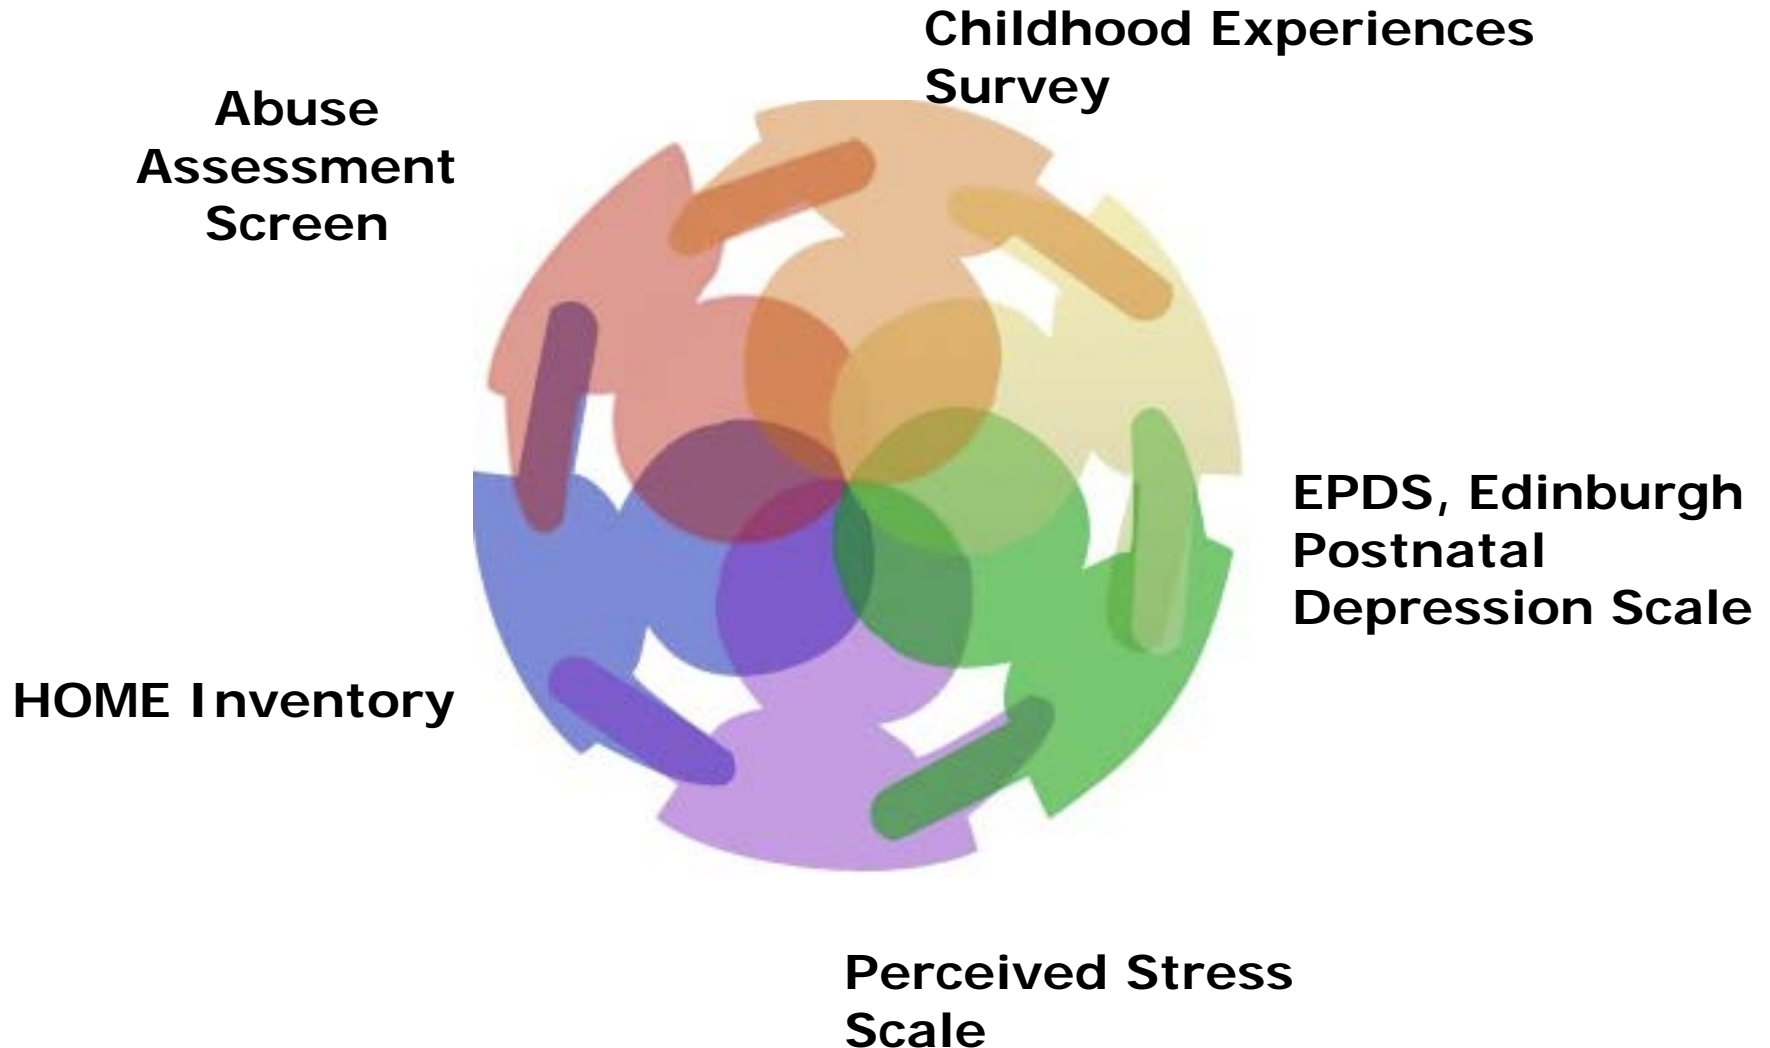 Childhood Experiences
Survey
Abuse
Assessment
Screen
EPDS, Edinburgh
Postnatal
Depression Scale
HOME Inventory
Perceived Stress
Scale